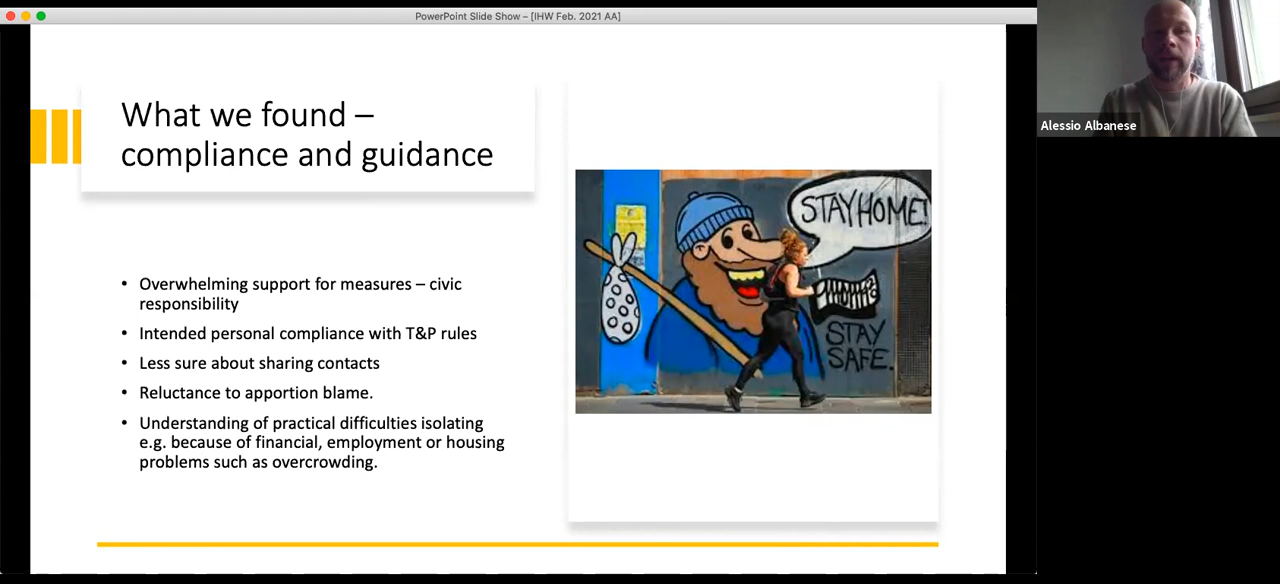 PowerPoint Slide Show – [IHW Feb. 2021 AA]
What we found –
compliance and guidance
• Overwhelming support for measures – civic
responsibility
• Intended personal compliance with T&P rules
• Less sure about sharing contacts
• Reluctance to apportion blame.
• Understanding of practical difficulties isolating
e.g. because of financial, employment or housing
problems such as overcrowding.
STAY HOME!
STAY
SAFE.
Alessio Albanese